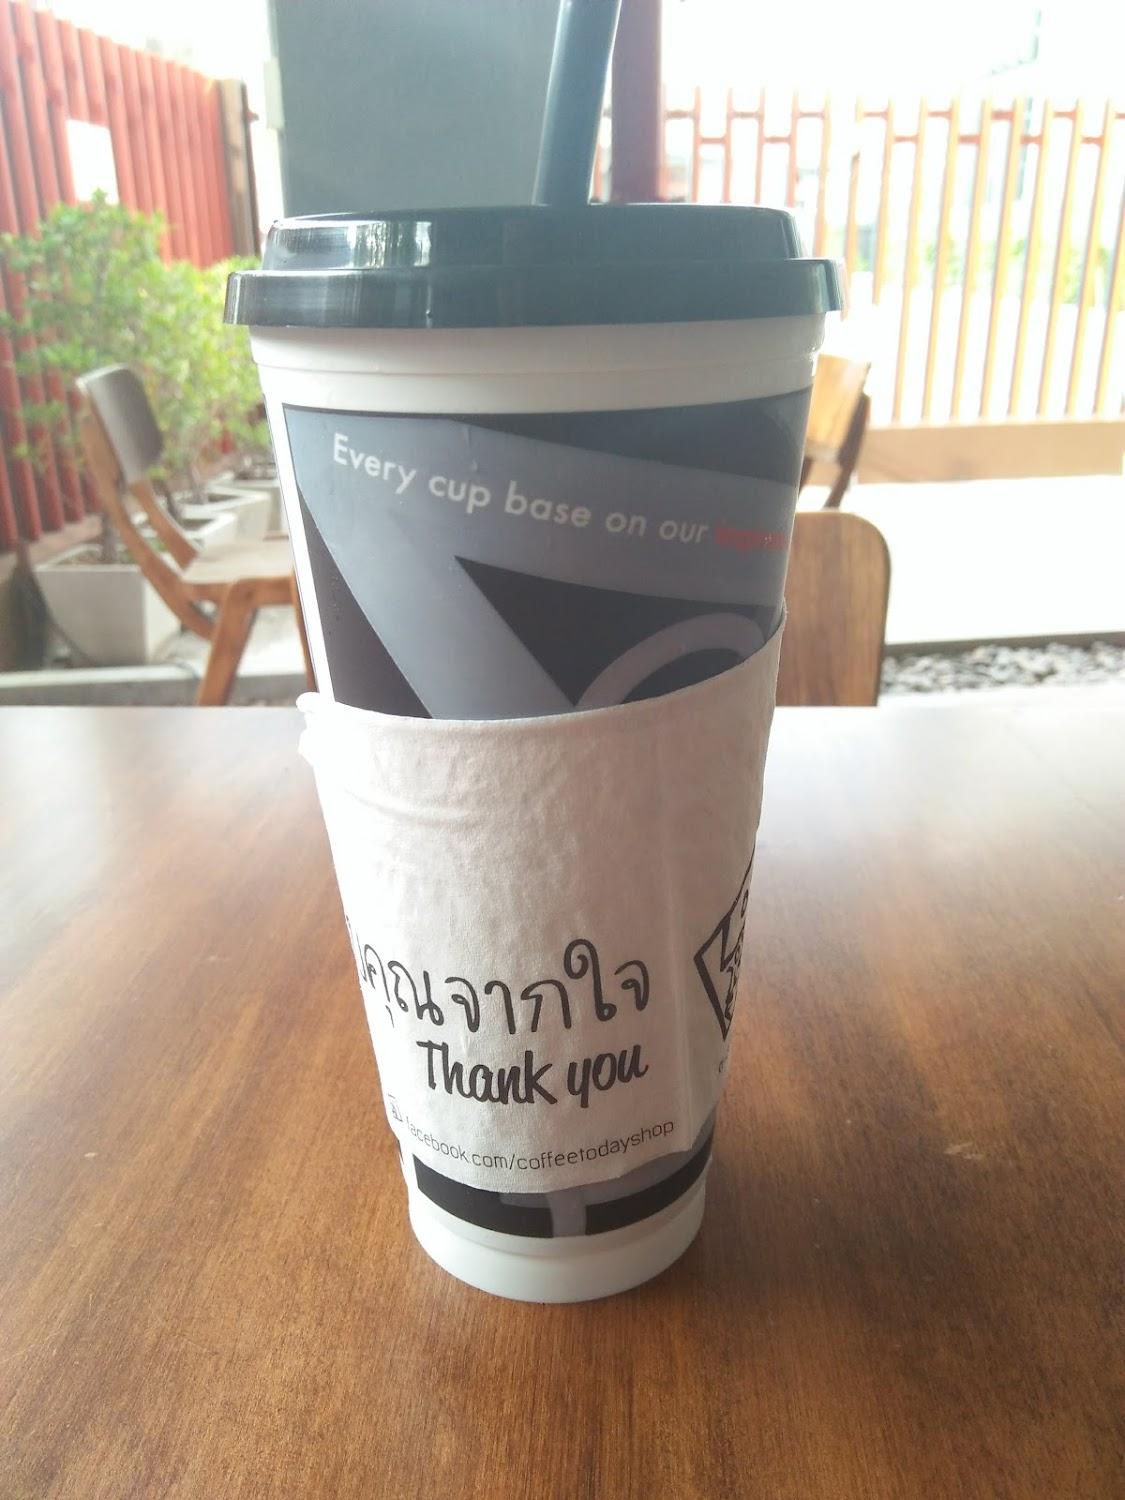 Every cup base on our
คุณจากใจ
Thank you
facebook.com/coffeetodayshop